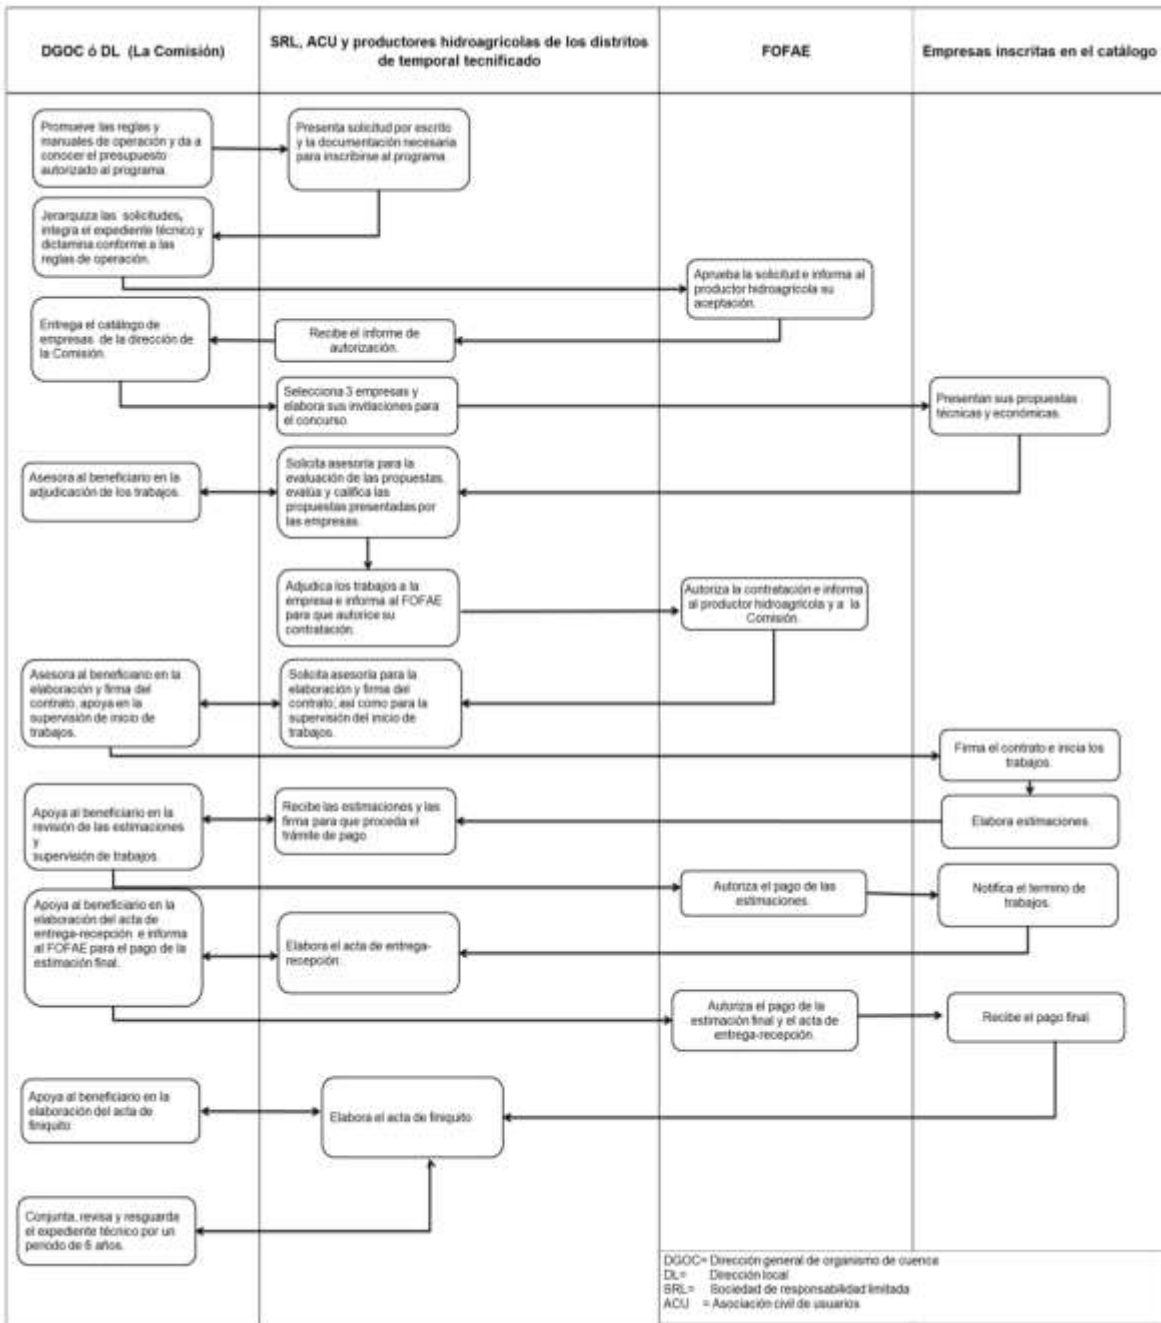 DGOC ó DL (La Comisión)
SRL, ACU y productores hidroagrícolas de los distritos
de temporal tecnificado
FOFAE
Empresas inscritas en el catálogo
Promueve las reglas y
manuales de operación y da a
conocer el presupuesto
autorizado al programa.
Presenta solicitud por escrito
y la documentación necesaria
para inscribirse al programa.
Jerarquiza las solicitudes,
integra el expediente técnico y
dictamina conforme a las
reglas de operación.
Aprueba la solicitud e informa al
productor hidroagrícola su
aceptación.
Entrega el catálogo de
empresas de la dirección de
la Comisión.
Recibe el informe de
autorización.
Selecciona 3 empresas y
elabora sus invitaciones para
el concurso.
Presentan sus propuestas
técnicas y económicas.
Asesora al beneficiario en la
adjudicación de los trabajos.
Solicita asesoría para la
evaluación de las propuestas,
evalúa y califica las
propuestas presentadas por
las empresas.
Adjudica los trabajos a la
empresa e informa al FOFAE
para que autorice su
contratación.
Autoriza la contratación e informa
al productor hidroagrícola y a la
Comisión.
Asesora al beneficiario en la
elaboración y firma del
contrato, apoya en la
supervisión de inicio de
trabajos.
Solicita asesoría para la
elaboración y firma del
contrato, así como para la
supervisión del inicio de
trabajos.
Firma el contrato e inicia los
trabajos.
Apoya al beneficiario en la
revisión de las estimaciones
y
supervisión de trabajos.
Recibe las estimaciones y las
firma para que proceda el
trámite de pago.
Elabora estimaciones.
Autoriza el pago de las
estimaciones.
Notifica el termino de
trabajos.
Apoya al beneficiario en la
elaboración del acta de
entrega-recepción e informa
al FOFAE para el pago de la
estimación final.
Elabora el acta de entrega-
recepción.
Autoriza el pago de la
estimación final y el acta de
entrega-recepción.
Recibe el pago final.
Apoya al beneficiario en la
elaboración del acta de
finiquito
Elabora el acta de finiquito
Conjunta, revisa y resguarda
el expediente técnico por un
periodo de 6 años.
DGOC= Dirección general de organismo de cuenca
DL= Dirección local
SRL= Sociedad de responsabilidad limitada
ACU = Asociación civil de usuarios